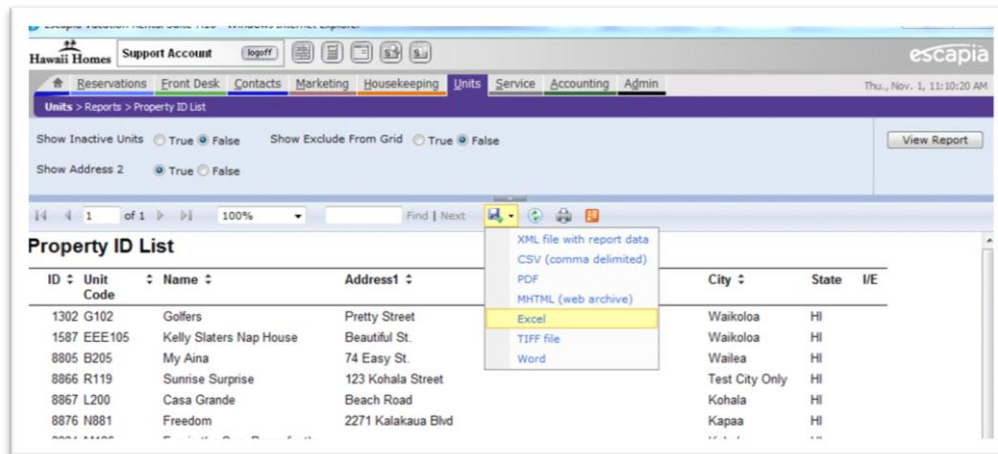 Hawaii Homes Support Account logoff escapia
Reservations Front Desk Contacts Marketing Housekeeping Units Service Accounting Admin Thu., Nov. 1, 11:10:20 AM
Units > Reports > Property ID List
Show Inactive Units True False Show Exclude From Grid True False View Report
Show Address 2 True False
1 of 1 100% Find | Next
Property ID List
XML file with report data
CSV (comma delimited)
PDF
MHTML (web archive)
Excel
TIFF file
Word
ID Unit Code Name Address1 City State I/E
1302 G102 Golfers Pretty Street Waikoloa HI
1587 EEE105 Kelly Slaters Nap House Beautiful St. Waikoloa HI
8805 B205 My Aina 74 Easy St. Wailea HI
8866 R119 Sunrise Surprise 123 Kohala Street Test City Only HI
8867 L200 Casa Grande Beach Road Kohala HI
8876 N881 Freedom 2271 Kalakaua Blvd Kapaa HI